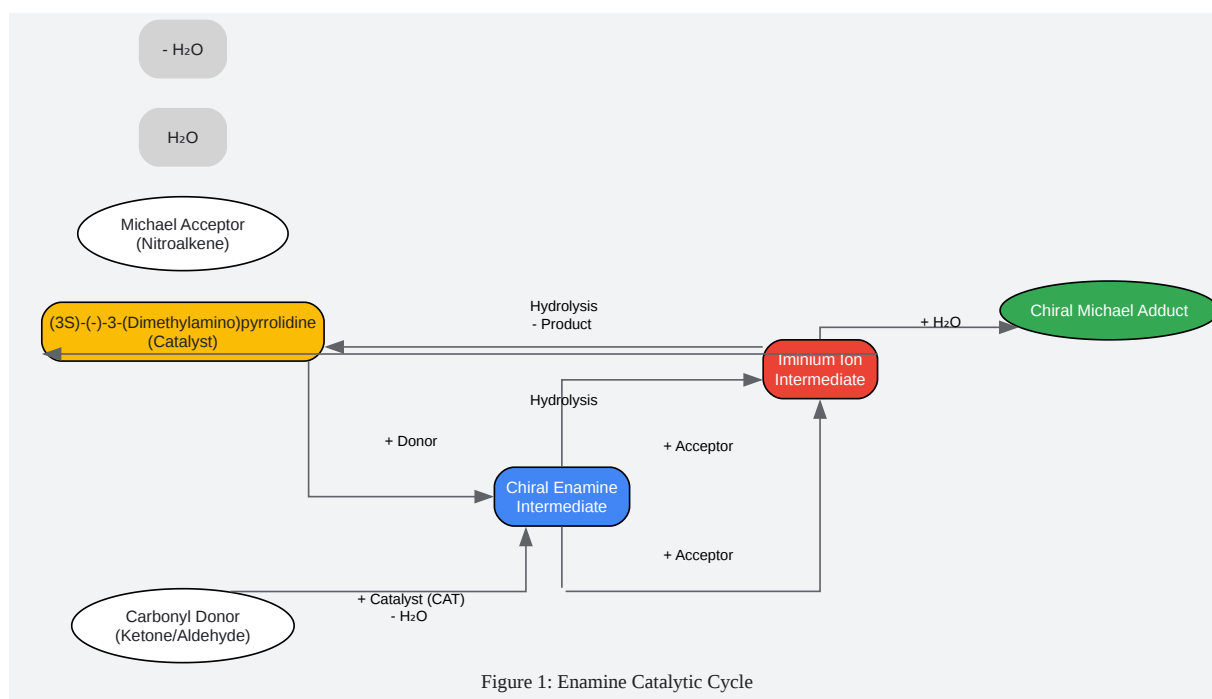 - H₂O
H₂O
Michael Acceptor
(Nitroalkene)
(3S)-(-)-3-(Dimethylamino)pyrrolidine
(Catalyst)
Hydrolysis
- Product
Chiral Michael Adduct
+ H₂O
Iminium Ion
Intermediate
Hydrolysis
+ Donor
+ Acceptor
Chiral Enamine
Intermediate
+ Acceptor
+ Catalyst (CAT)
- H₂O
Carbonyl Donor
(Ketone/Aldehyde)
Figure 1: Enamine Catalytic Cycle